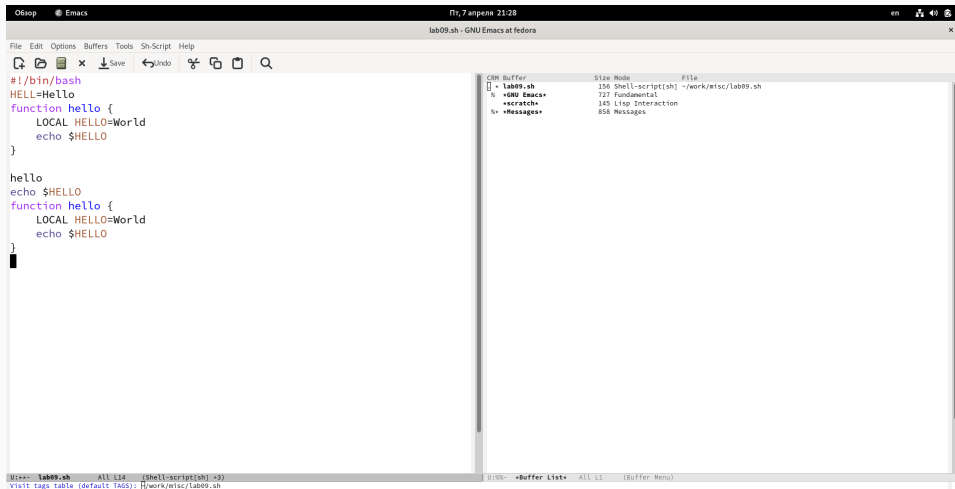 Обзор Emacs Пт, 7 апреля 21:28 en
lab09.sh - GNU Emacs at fedora ×
File Edit Options Buffers Tools Sh-Script Help
Save Undo
#!/bin/bash
HELL=Hello
function hello {
    LOCAL HELLO=World
    echo $HELLO
}
hello
echo $HELLO
function hello {
    LOCAL HELLO=World
    echo $HELLO
}
U:**- lab09.sh All L14 (Shell-script[sh] +3)
CRM Buffer Size Mode File
. * lab09.sh 156 Shell-script[sh] ~/work/misc/lab09.sh
% *GNU Emacs* 727 Fundamental
*scratch* 145 Lisp Interaction
%* *Messages* 858 Messages
U:%%- *Buffer List* All L1 (Buffer Menu)
Visit tags table (default TAGS): ~/work/misc/lab09.sh